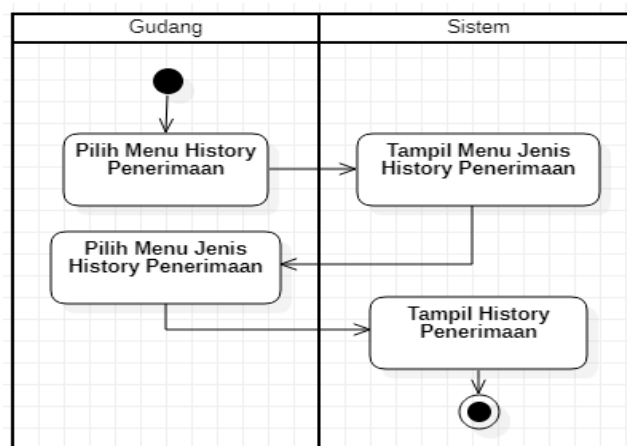 Gudang
Sistem
Pilih Menu History
Penerimaan
Tampil Menu Jenis
History Penerimaan
Pilih Menu Jenis
History Penerimaan
Tampil History
Penerimaan